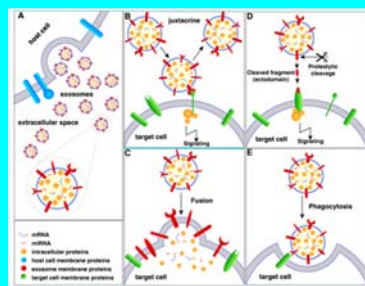 A
host cell
exosomes
extracellular space
mRNA
miRNA
intracellular proteins
host cell membrane proteins
exosome membrane proteins
target cell membrane proteins
B
juxtacrine
target cell
Signaling
C
Fusion
target cell
D
Proteolytic
cleavage
Cleaved fragment
(ectodomain)
target cell
Signaling
E
Phagocytosis
target cell